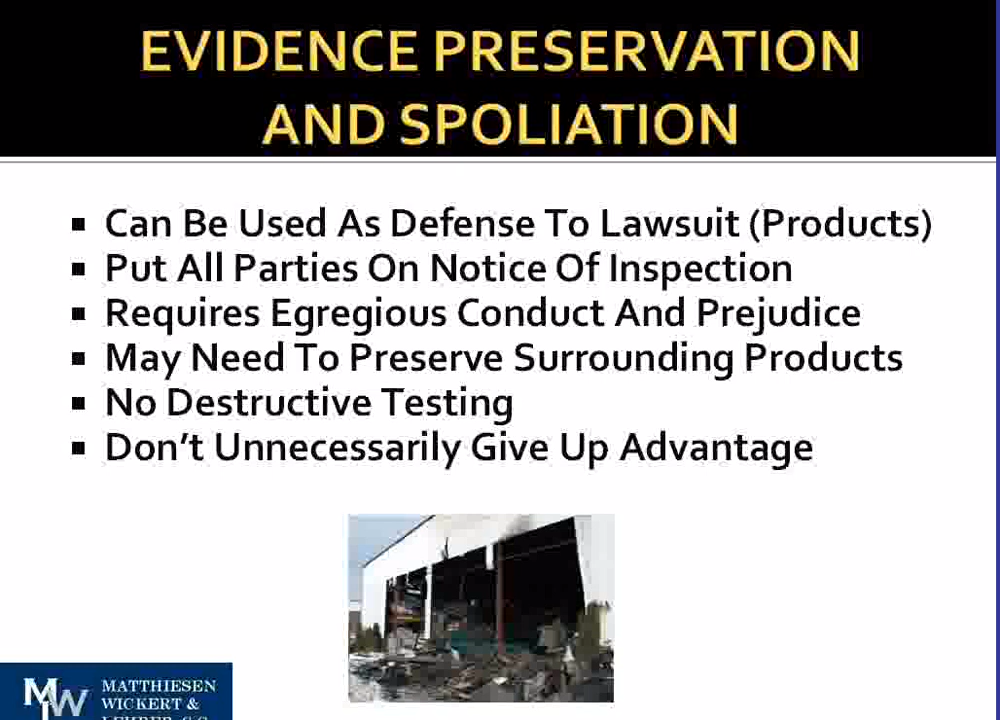 EVIDENCE PRESERVATION
AND SPOLIATION
▪ Can Be Used As Defense To Lawsuit (Products)
▪ Put All Parties On Notice Of Inspection
▪ Requires Egregious Conduct And Prejudice
▪ May Need To Preserve Surrounding Products
▪ No Destructive Testing
▪ Don’t Unnecessarily Give Up Advantage
MWL
MATTHIESEN
WICKERT &